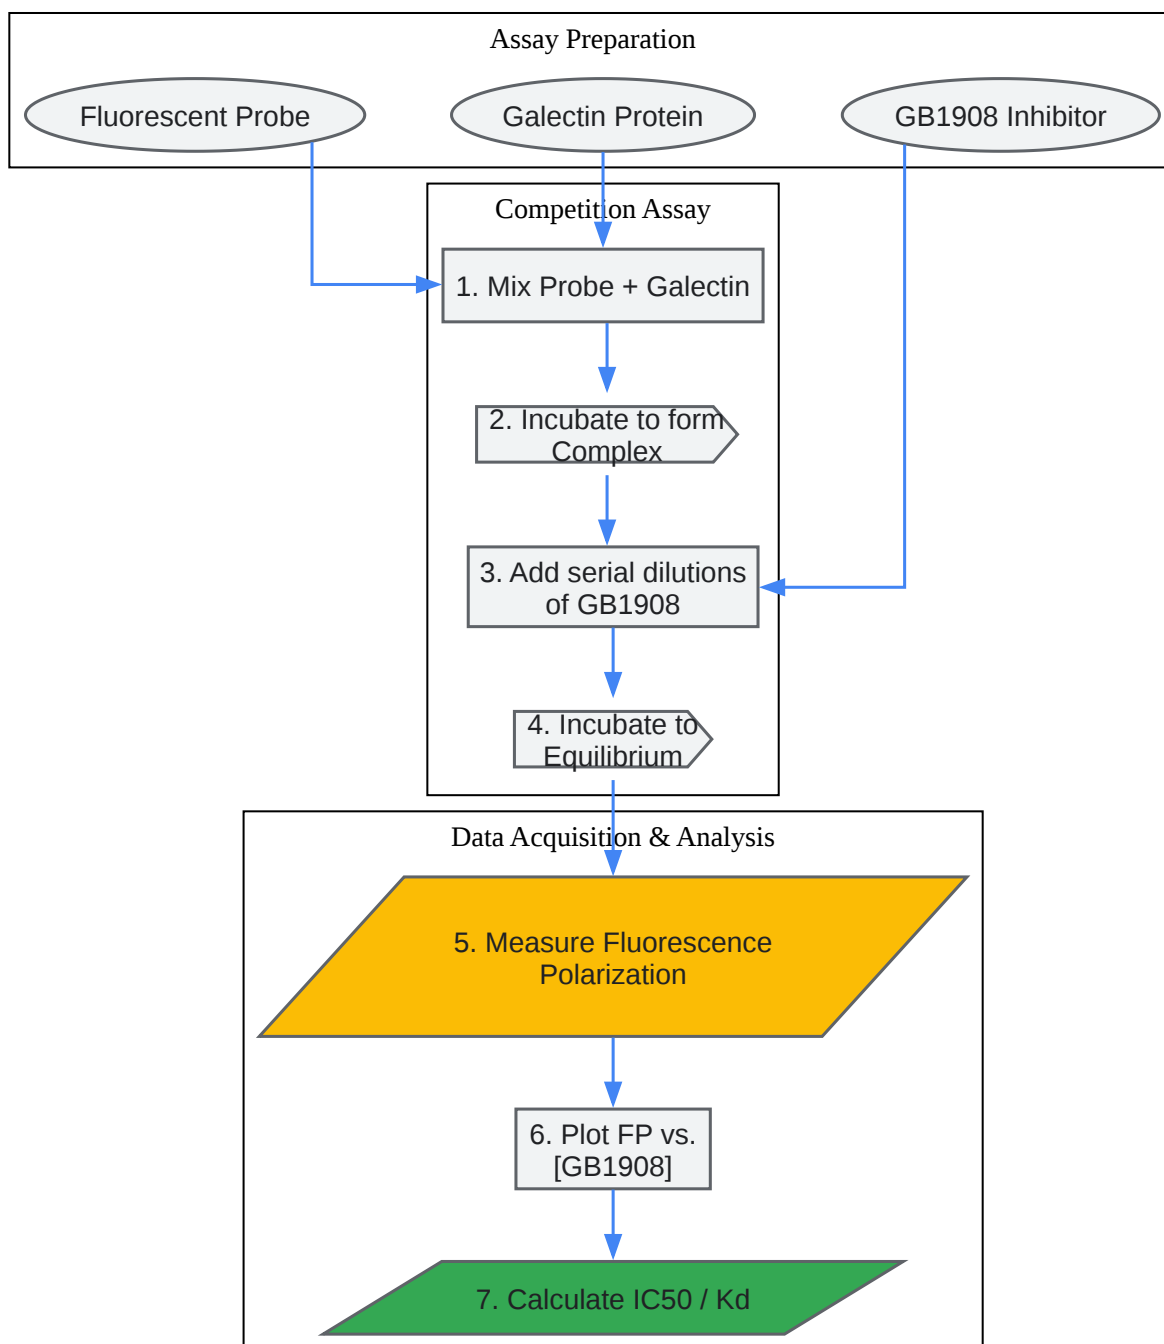 Assay Preparation
Fluorescent Probe
Galectin Protein
GB1908 Inhibitor
Competition Assay
1. Mix Probe + Galectin
2. Incubate to form
Complex
3. Add serial dilutions
of GB1908
4. Incubate to
Equilibrium
Data Acquisition & Analysis
5. Measure Fluorescence
Polarization
6. Plot FP vs.
[GB1908]
7. Calculate IC50 / Kd